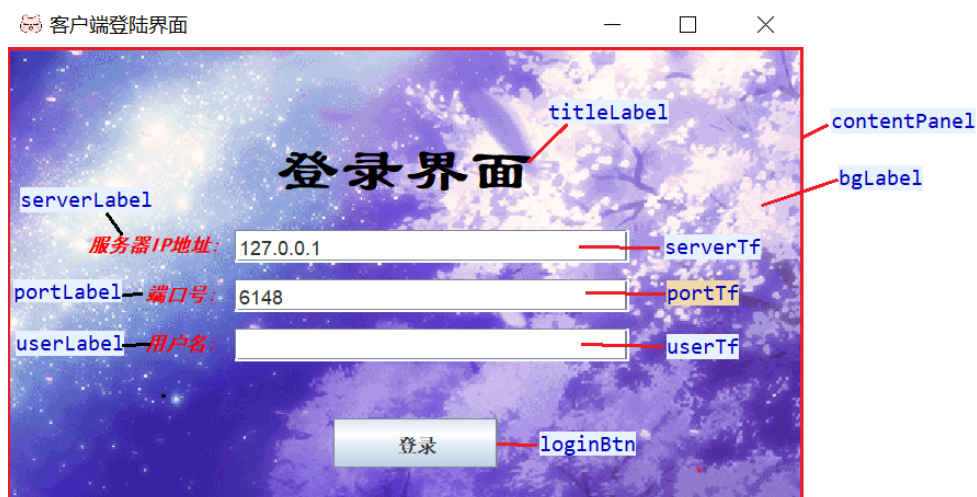 客户端登陆界面
titleLabel
contentPanel
登录界面
bgLabel
serverLabel
服务器IP地址:
127.0.0.1
serverTf
portLabel
端口号:
6148
portTf
userLabel
用户名:
userTf
登录
loginBtn